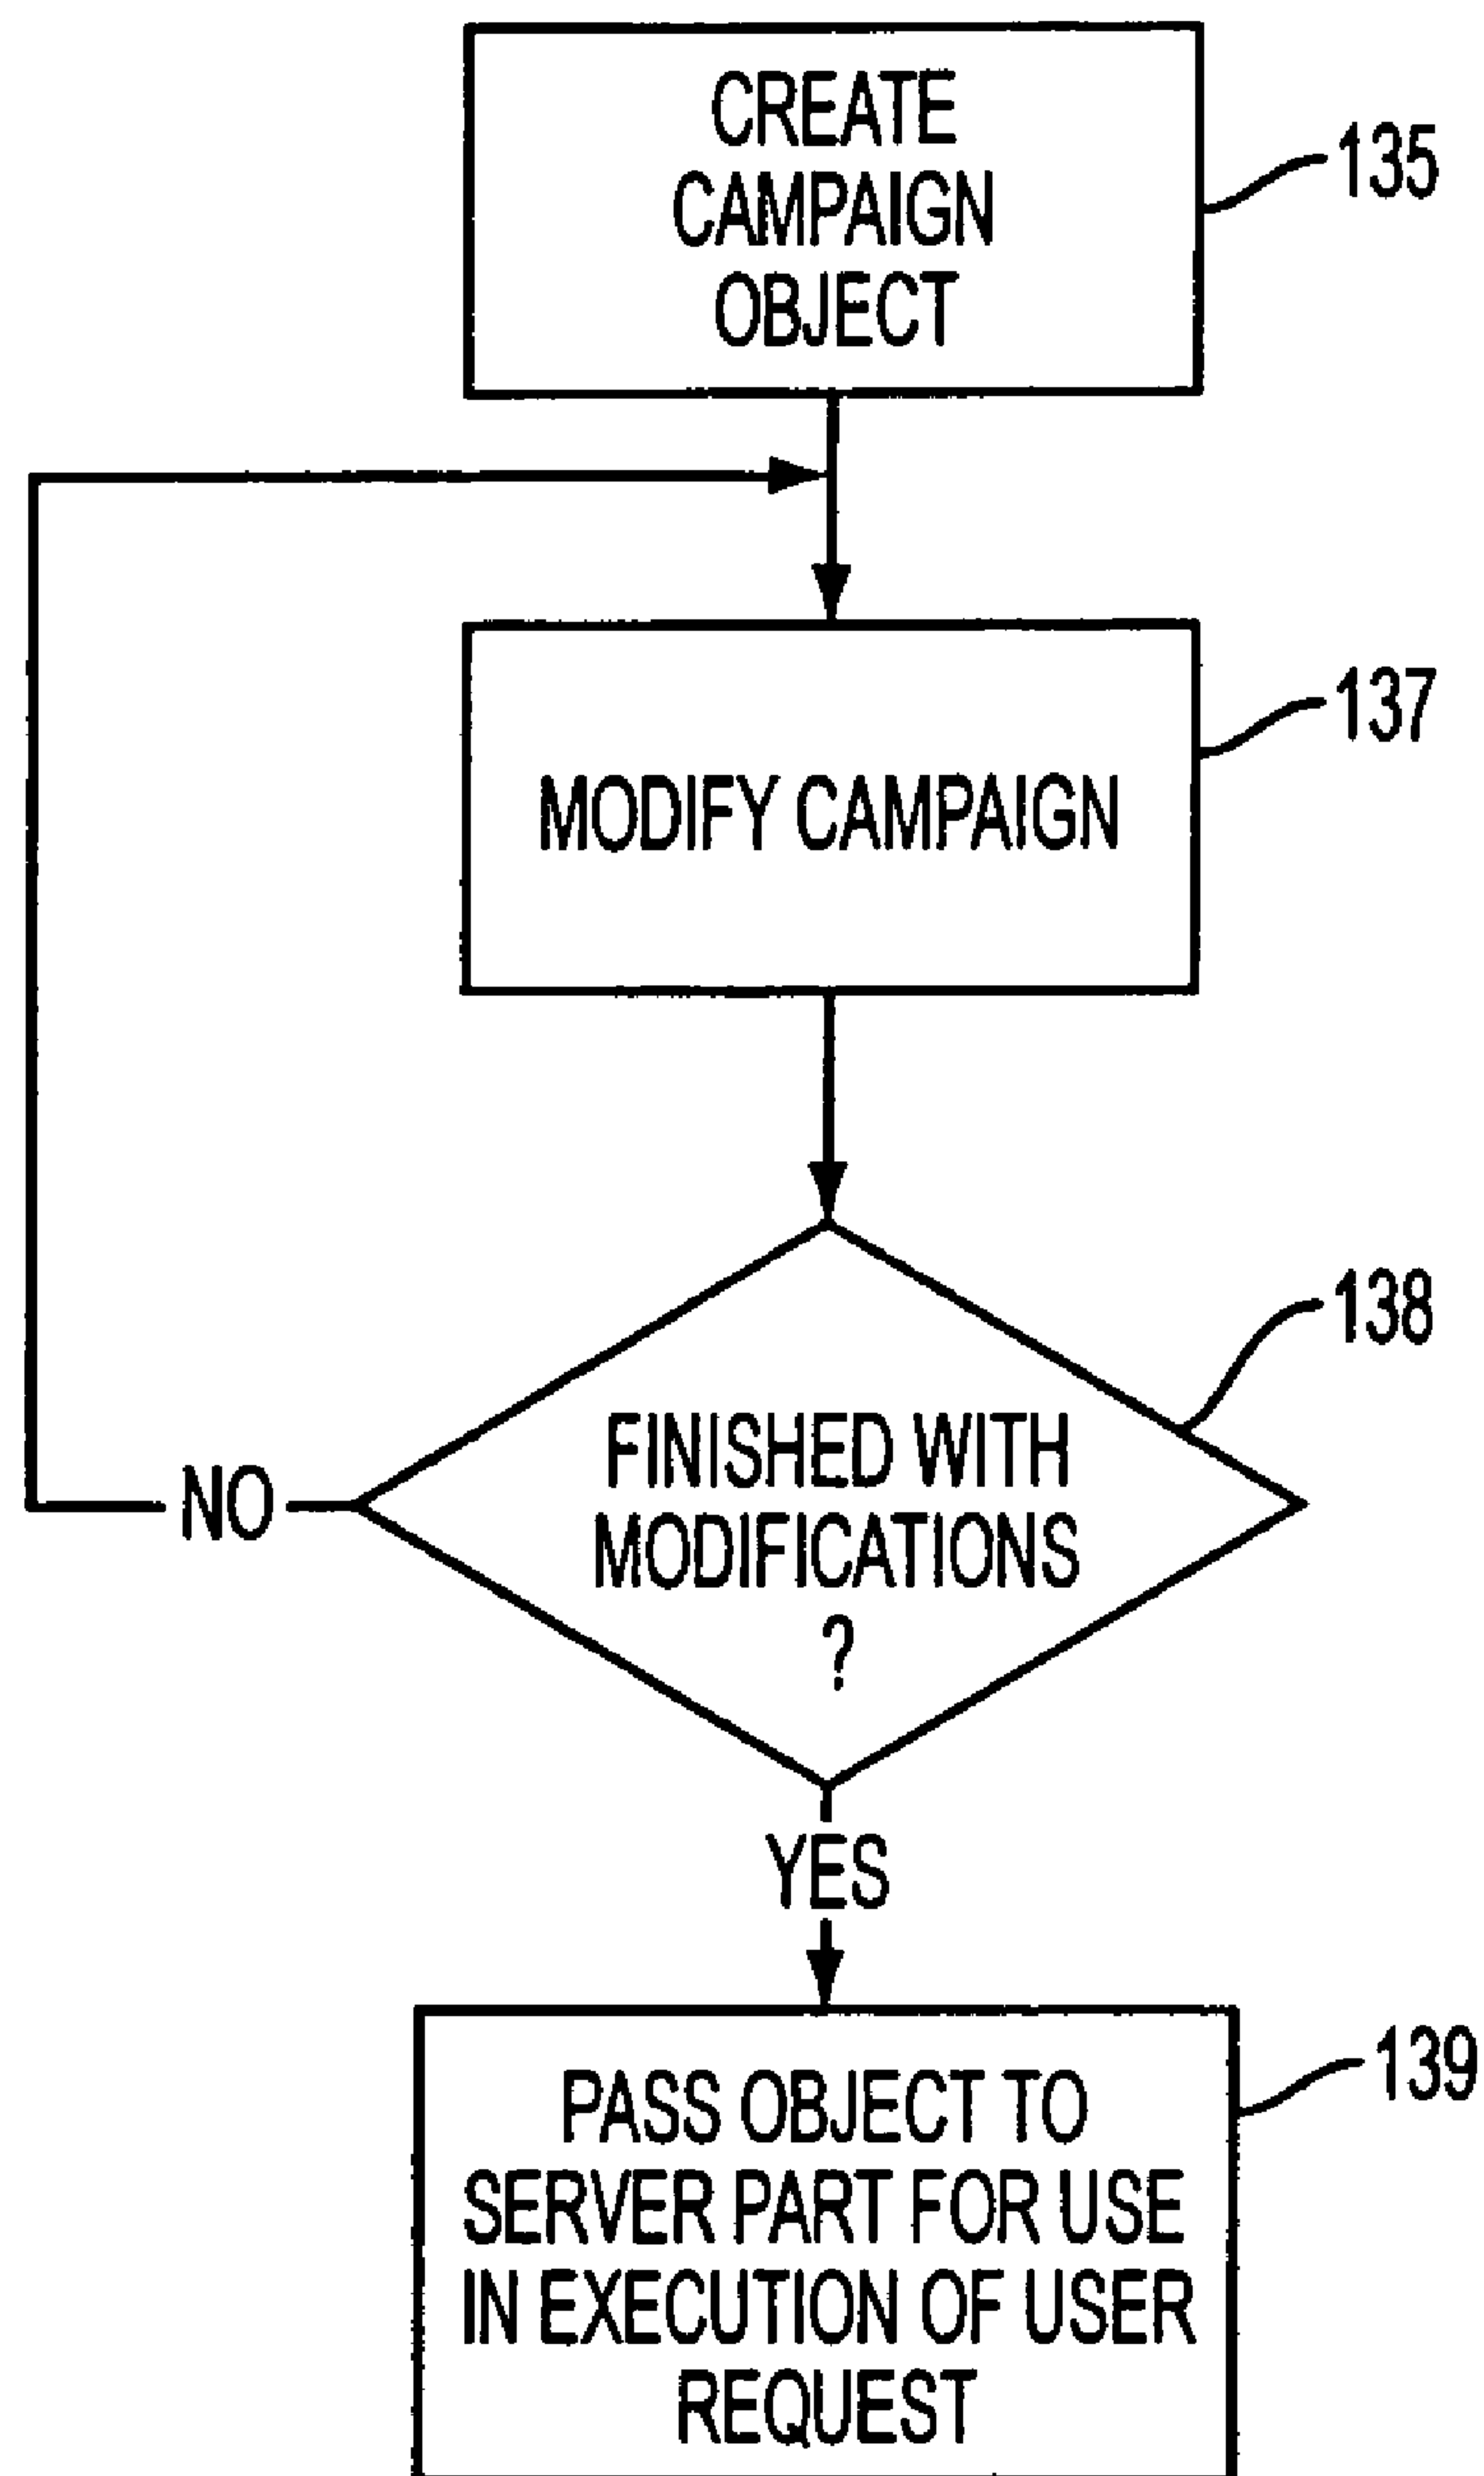 CREATE
CAMPAIGN
OBJECT
135
MODIFY CAMPAIGN
137
FINISHED WITH
MODIFICATIONS
?
138
NO
YES
PASS OBJECT TO
SERVER PART FOR USE
IN EXECUTION OF USER
REQUEST
139